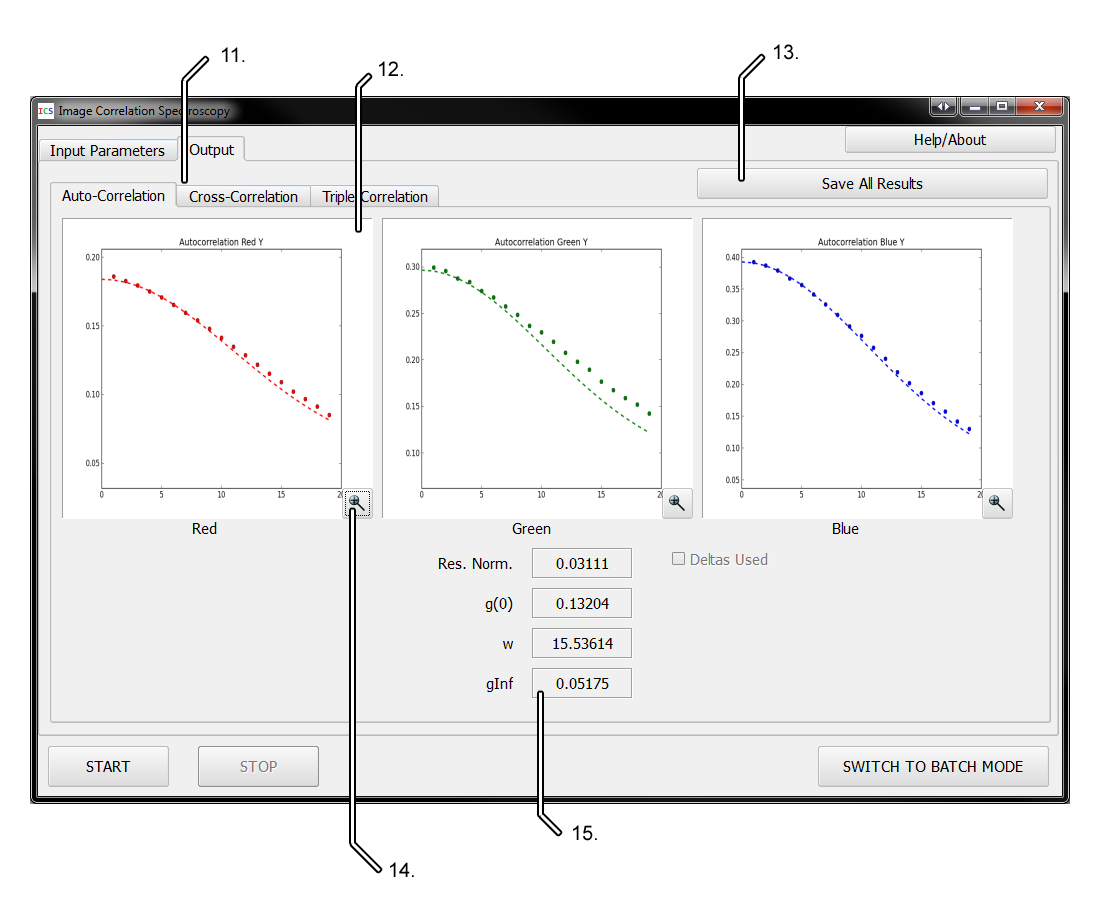 11.
12.
13.
ICS Image Correlation Spectroscopy
Input Parameters Output Help/About
Save All Results
Auto-Correlation Cross-Correlation Triple Correlation
Autocorrelation Red Y
0.20
0.15
0.10
0.05
0 5 10 15 20
Red
Autocorrelation Green Y
0.30
0.25
0.20
0.15
0.10
0 5 10 15 20
Green
Autocorrelation Blue Y
0.40
0.35
0.30
0.25
0.20
0.15
0.10
0.05
0 5 10 15 20
Blue
Res. Norm. 0.03111
Deltas Used
g(0) 0.13204
w 15.53614
gInf 0.05175
START STOP SWITCH TO BATCH MODE
15.
14.